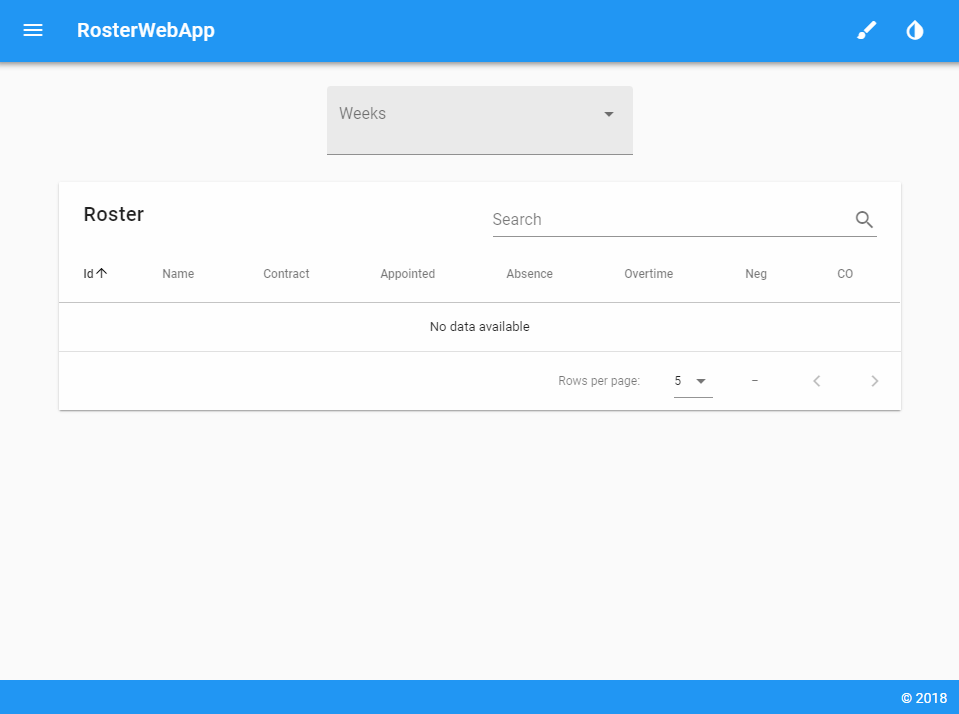 RosterWebApp
Weeks
Roster
Search
Id Name Contract Appointed Absence Overtime Neg CO
No data available
Rows per page: 5 –
© 2018